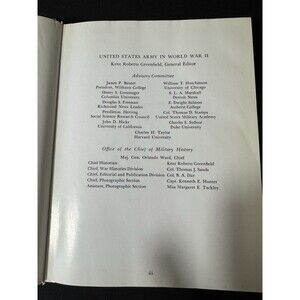 UNITED STATES ARMY IN WORLD WAR II
Kent Roberts Greenfield, General Editor
Advisory Committee
James P. Baxter
President, Williams College
William T. Hutchinson
University of Chicago
Henry S. Commager
Columbia University
S. L. A. Marshall
Detroit News
Douglas S. Freeman
Richmond News Leader
E. Dwight Salmon
Amherst College
Pendleton Herring
Social Science Research Council
Col. Thomas D. Stamps
United States Military Academy
John D. Hicks
University of California
Charles S. Sydnor
Duke University
Charles H. Taylor
Harvard University
Office of the Chief of Military History
Maj. Gen. Orlando Ward, Chief
Chief Historian Kent Roberts Greenfield
Chief, War Histories Division Col. Thomas J. Sands
Chief, Editorial and Publication Division Col. B. A. Day
Chief, Photographic Section Capt. Kenneth E. Hunter
Assistant, Photographic Section Miss Margaret E. Tackley